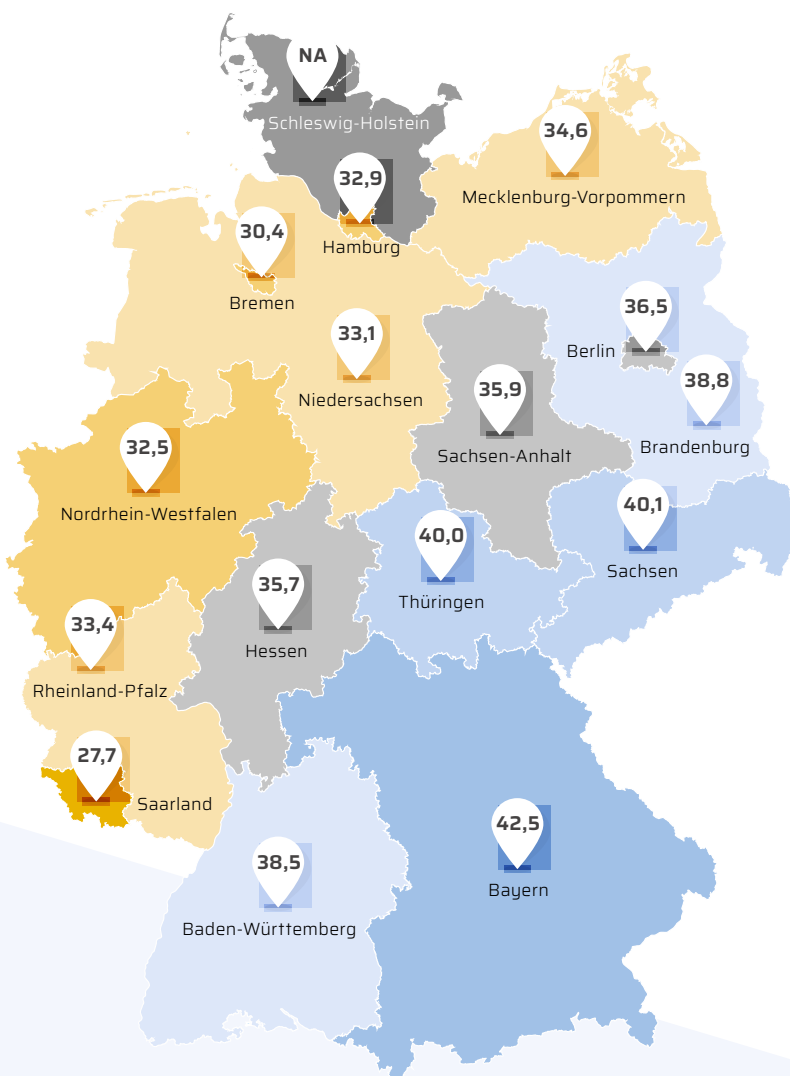 NA
Schleswig-Holstein
34,6
Mecklenburg-Vorpommern
32,9
Hamburg
30,4
Bremen
33,1
Niedersachsen
36,5
Berlin
38,8
Brandenburg
35,9
Sachsen-Anhalt
32,5
Nordrhein-Westfalen
40,1
Sachsen
40,0
Thüringen
35,7
Hessen
33,4
Rheinland-Pfalz
27,7
Saarland
42,5
Bayern
38,5
Baden-Württemberg